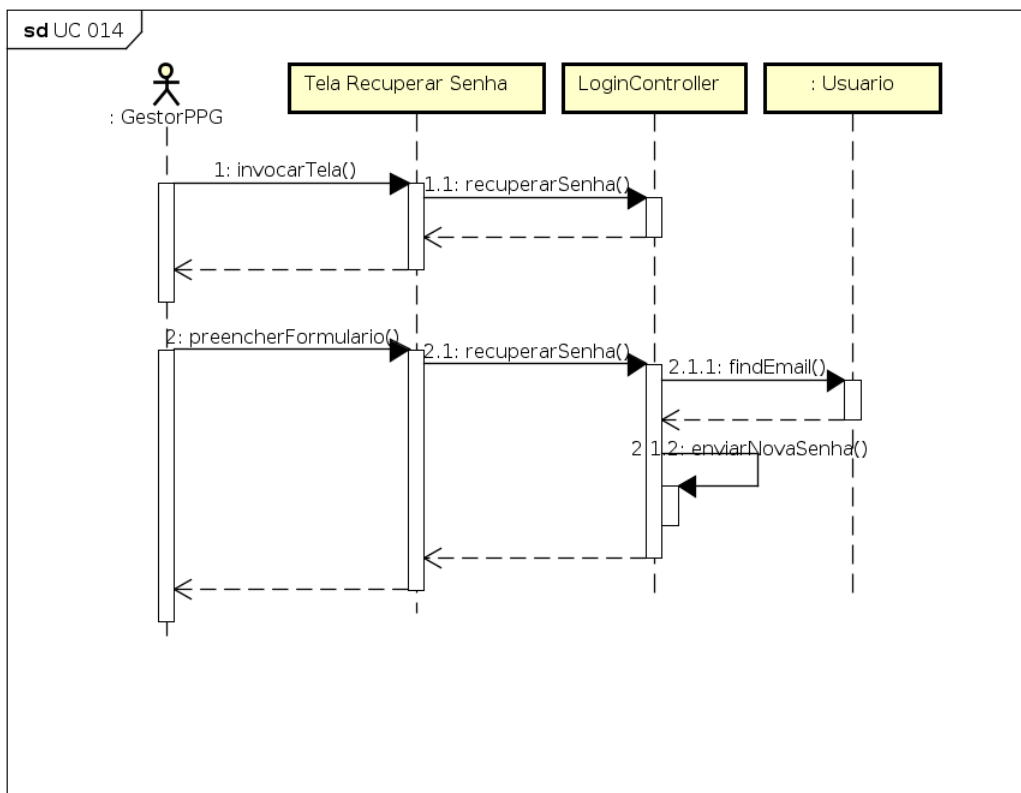 sd UC 014
: GestorPPG
Tela Recuperar Senha
LoginController
: Usuario
1: invocarTela()
1.1: recuperarSenha()
2: preencherFormulario()
2.1: recuperarSenha()
2.1.1: findEmail()
2.1.2: enviarNovaSenha()